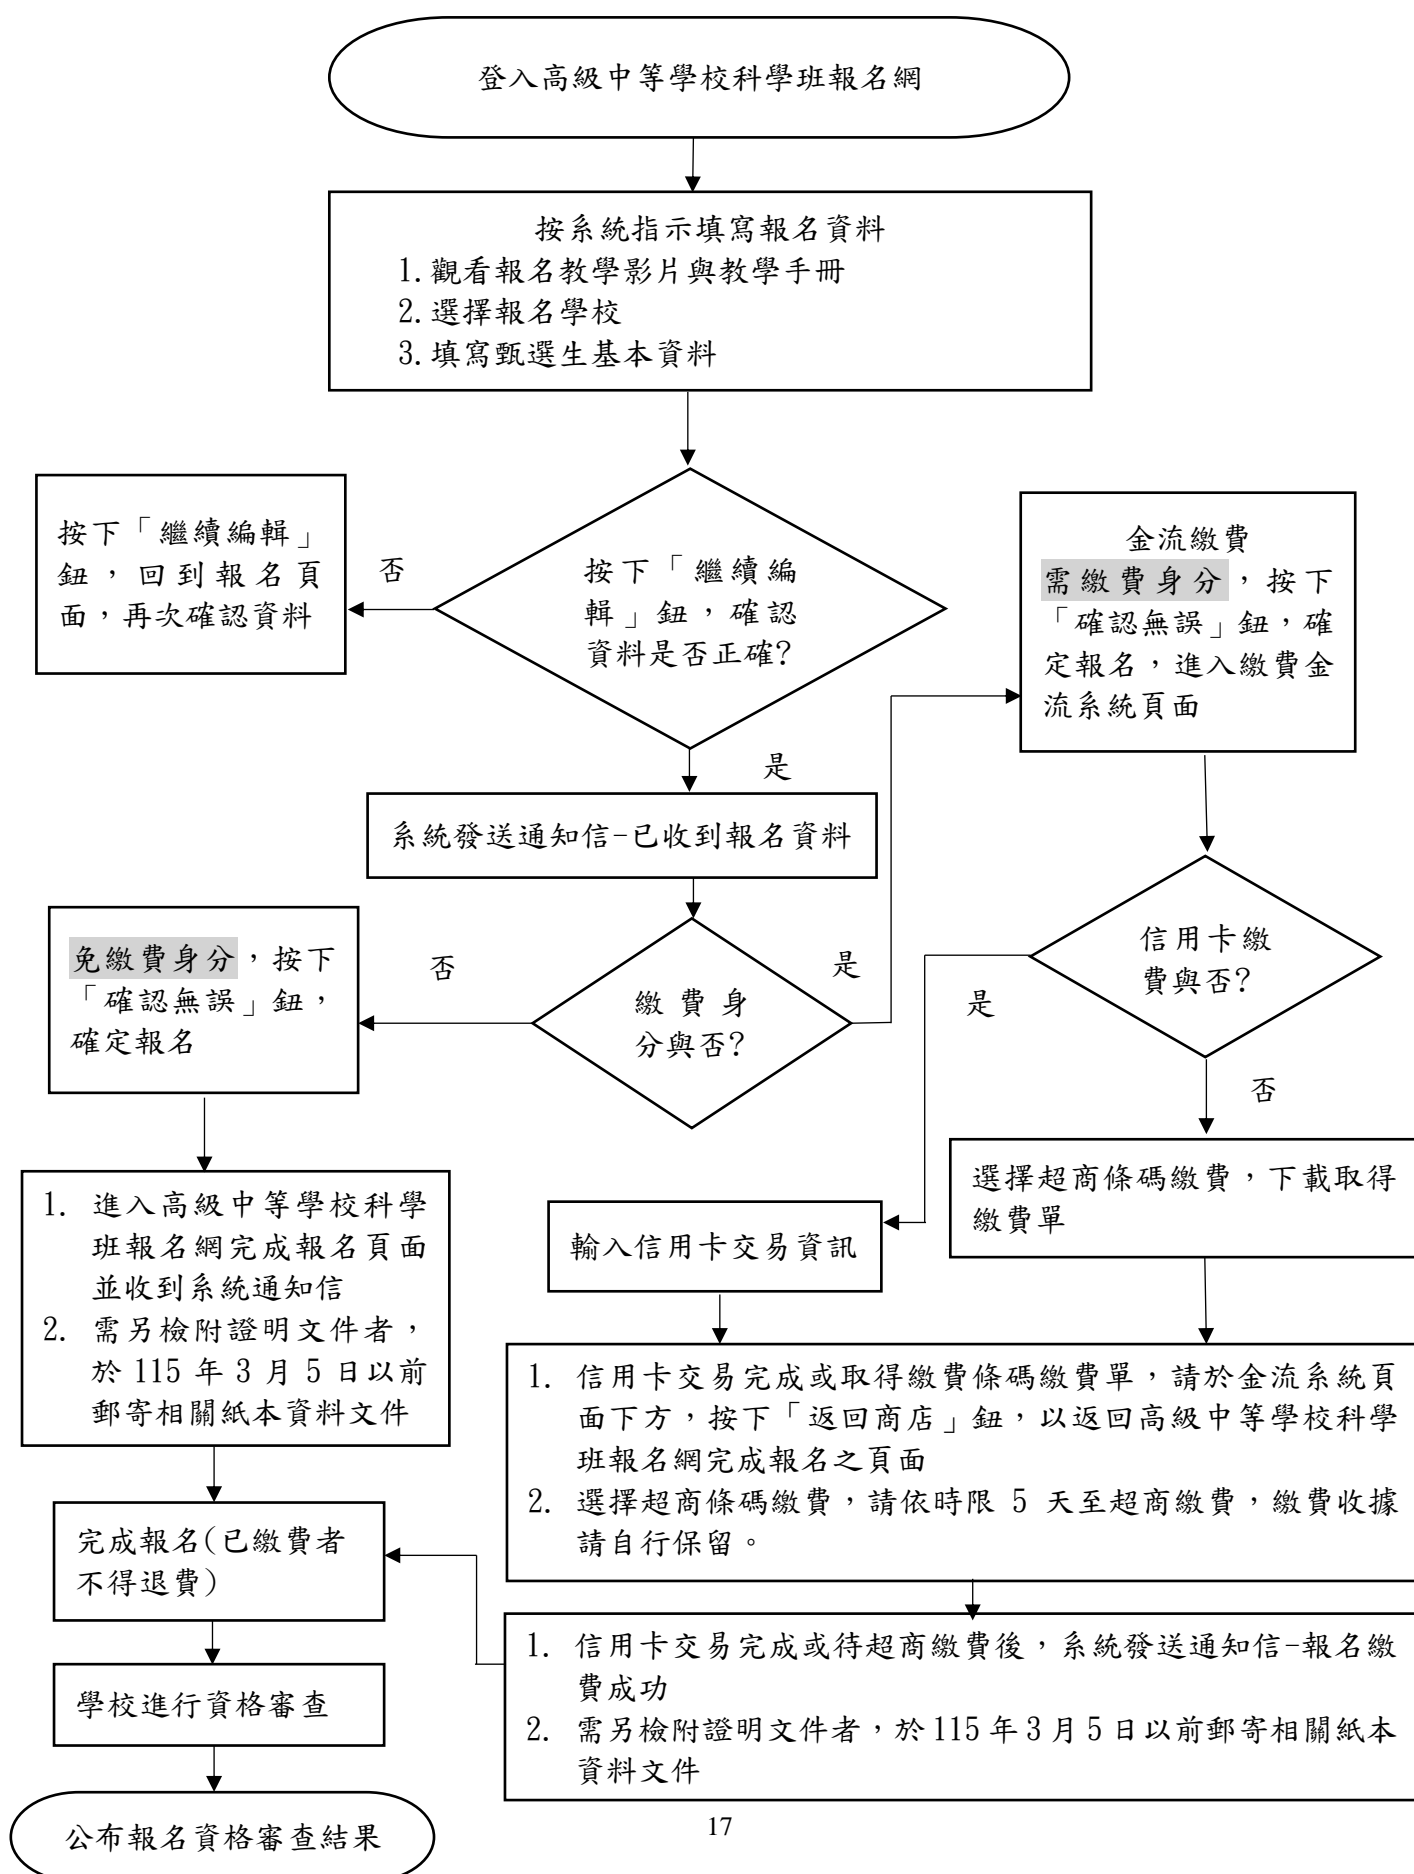 登入高級中等學校科學班報名網
按系統指示填寫報名資料
1.觀看報名教學影片與教學手冊
2.選擇報名學校
3.填寫甄選生基本資料
按下「繼續編輯」
鈕，回到報名頁
面，再次確認資料
否
按下「繼續編
輯」鈕，確認
資料是否正確?
是
金流繳費
需繳費身分，按下
「確認無誤」鈕，確
定報名，進入繳費金
流系統頁面
系統發送通知信-已收到報名資料
免繳費身分，按下
「確認無誤」鈕，
確定報名
否
繳費身
分與否?
是
信用卡繳
費與否?
是
否
1. 進入高級中等學校科學
班報名網完成報名頁面
並收到系統通知信
2. 需另檢附證明文件者，
於 115 年 3 月 5 日以前
郵寄相關紙本資料文件
輸入信用卡交易資訊
選擇超商條碼繳費，下載取得
繳費單
1. 信用卡交易完成或取得繳費條碼繳費單，請於金流系統頁
面下方，按下「返回商店」鈕，以返回高級中等學校科學
班報名網完成報名之頁面
2. 選擇超商條碼繳費，請依時限 5 天至超商繳費，繳費收據
請自行保留。
完成報名(已繳費者
不得退費)
1. 信用卡交易完成或待超商繳費後，系統發送通知信-報名繳
費成功
2. 需另檢附證明文件者，於 115 年 3 月 5 日以前郵寄相關紙本
資料文件
學校進行資格審查
公布報名資格審查結果
17